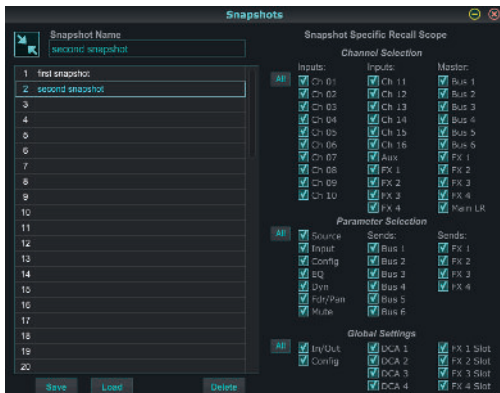 Snapshots
Snapshot Name
second snapshot
1 first snapshot
2 second snapshot
3
4
5
6
7
8
9
10
11
12
13
14
15
16
17
18
19
20
Save Load Delete
Snapshot Specific Recall Scope
Channel Selection
Inputs: Inputs: Master:
All
Ch 01 Ch 11 Bus 1
Ch 02 Ch 12 Bus 2
Ch 03 Ch 13 Bus 3
Ch 04 Ch 14 Bus 4
Ch 05 Ch 15 Bus 5
Ch 06 Ch 16 Bus 6
Ch 07 Aux FX 1
Ch 08 FX 1 FX 2
Ch 09 FX 2 FX 3
Ch 10 FX 3 FX 4
FX 4 Main LR
Parameter Selection
All
Source Sends: Sends:
Input Bus 1 FX 1
Config Bus 2 FX 2
EQ Bus 3 FX 3
Dyn Bus 4 FX 4
Fdr/Pan Bus 5
Mute Bus 6
Global Settings
All
In/Out DCA 1 FX 1 Slot
Config DCA 2 FX 2 Slot
DCA 3 FX 3 Slot
DCA 4 FX 4 Slot